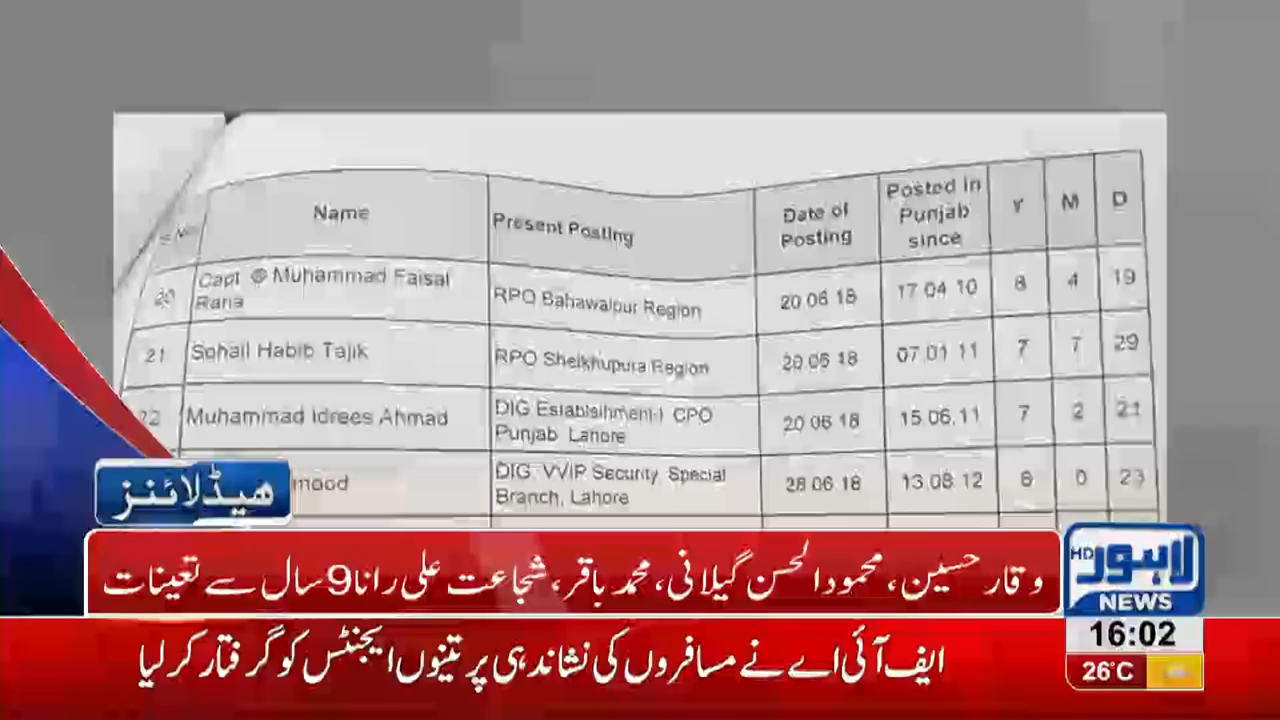 Name Present Posting Date of Posting Posted in Punjab since Y M D
20 Capt @ Muhammad Faisal Rana RPO Bahawalpur Region 20 06 18 17 04 10 8 4 19
21 Sohail Habib Tajik RPO Sheikhupura Region 20 06 18 07.01 11 7 7 29
22 Muhammad Idrees Ahmad CPO Punjab Lahore 20 06 18 15.06.11 7 2 21
mood DIG VVIP Security Special Branch, Lahore 28 06 18 13.08.12 0 23
ہیڈلائنز
وقار حسین، محمود الحسن گیلانی، محمد باقر، شجاعت علی رانا 9 سال سے تعینات
ایف آئی اے نے مسافروں کی نشاندہی پر تینوں ایجنٹس کو گرفتار کر لیا
لاہور HD
NEWS
16:02
26°C